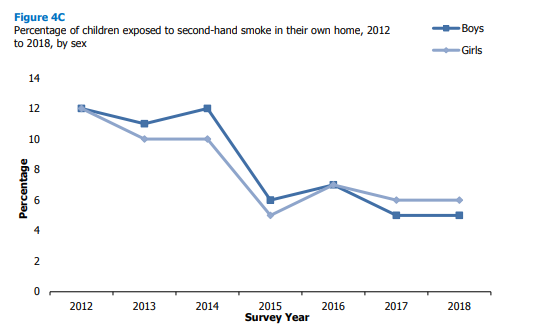 Figure 4C
Percentage of children exposed to second-hand smoke in their own home, 2012
to 2018, by sex
Boys
Girls
14
12
10
8
6
4
2
0
Percentage
2012 2013 2014 2015 2016 2017 2018
Survey Year